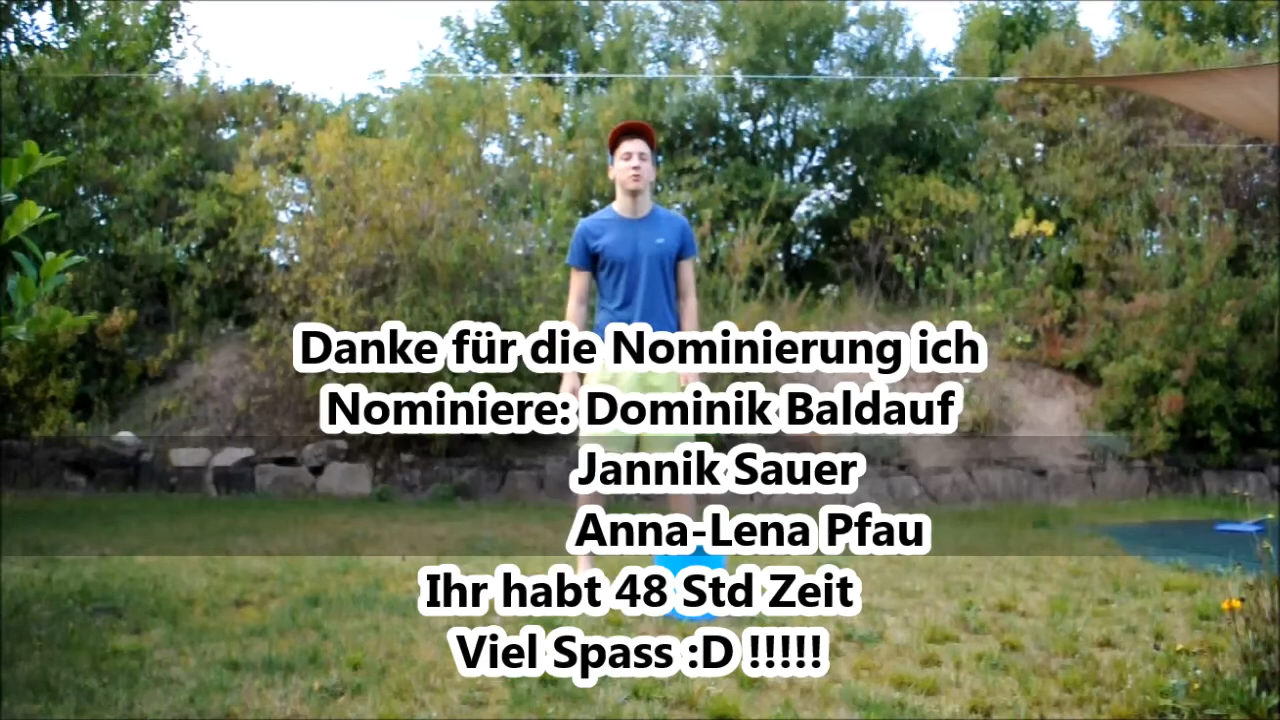 Danke für die Nominierung ich
Nominiere: Dominik Baldauf
Jannik Sauer
Anna-Lena Pfau
Ihr habt 48 Std Zeit
Viel Spass :D !!!!!